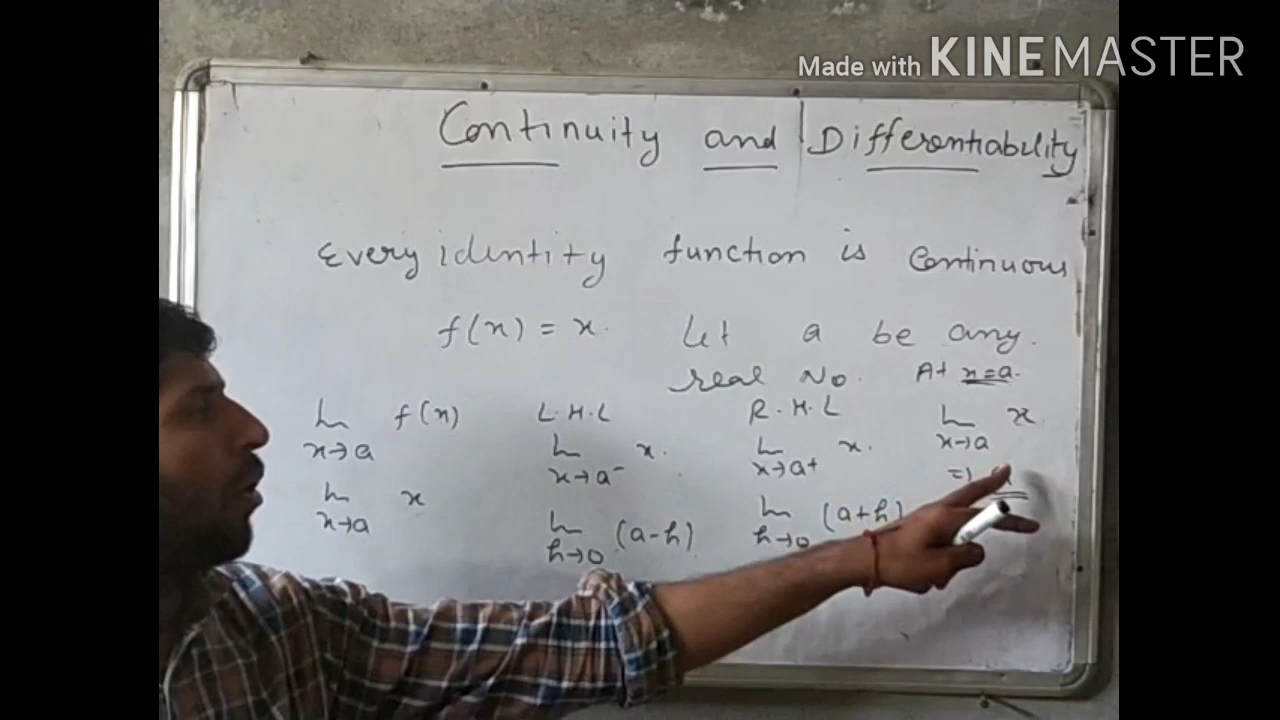 Made with KINEMASTER
Continuity and Differentiability
Every identity function is Continuous
f(x) = x. Let a be any.
real No. At x=a.
lim x→a f(x)
lim x→a x
L.H.L
lim x→a⁻ x.
lim h→0 (a-h)
R.H.L
lim x→a+ x.
lim h→0 (a+h)
lim x→a x
⇒